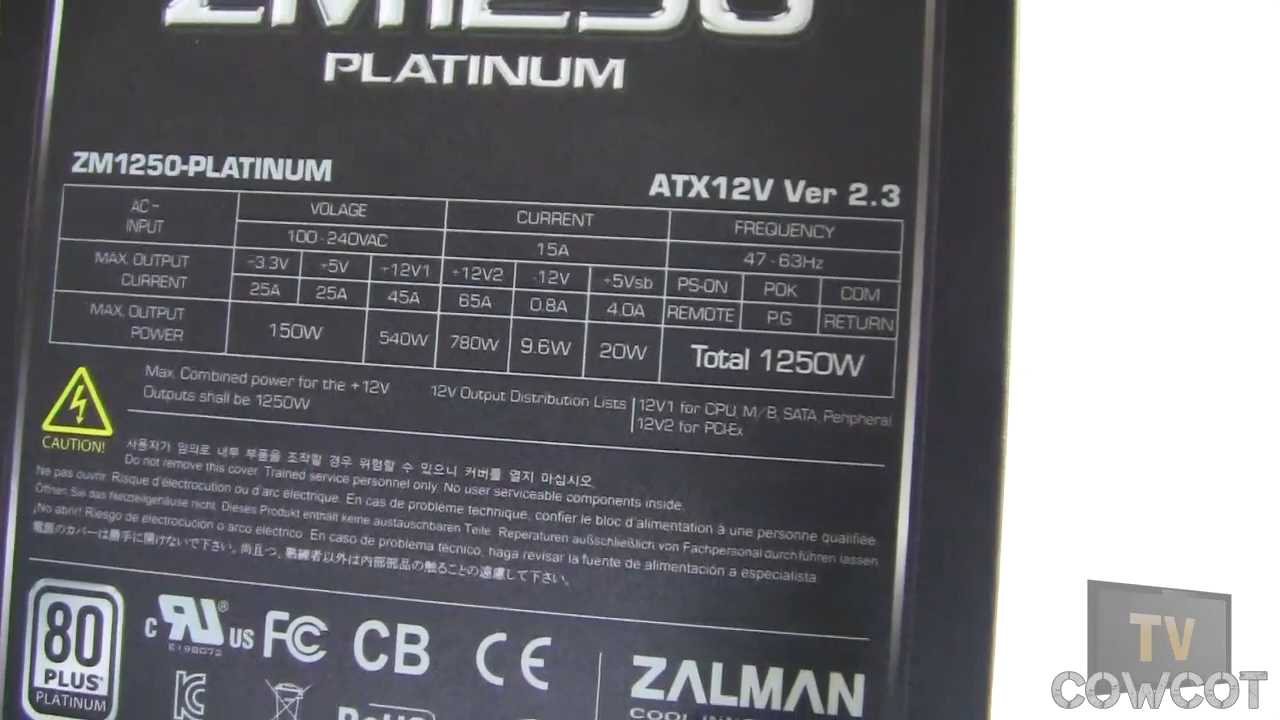 ZM1250
PLATINUM
ZM1250-PLATINUM
ATX12V Ver 2.3
AC~ INPUT
VOLAGE
CURRENT
FREQUENCY
100-240VAC
15A
47-63Hz
MAX. OUTPUT CURRENT
+3.3V +5V +12V1 +12V2 -12V +5Vsb PS-ON POK COM
25A 25A 45A 65A 0.8A 4.0A REMOTE P.G RETURN
MAX. OUTPUT POWER
150W 540W 780W 9.6W 20W Total 1250W
Max. Combined power for the +12V
Outputs shall be 1250W
12V Output Distribution Lists
12V1 for CPU, M/B, SATA, Peripheral
12V2 for PCI-Ex
CAUTION!
사용자가 임의로 내부 부품을 조작할 경우 위험할 수 있으니 커버를 열지 마십시오.
Do not remove this cover. Trained service personnel only. No user serviceable components inside.
Ne pas ouvrir. Risque d'électrocution ou d'arc électrique. En cas de problème technique, confier le bloc d'alimentation à une personne qualifiée
Öffnen Sie das Netzteilgehäuse nicht. Dieses Produkt enthält keine austauschbaren Teile. Reperaturen außschließlich von Fachpersonal durchführen lassen
¡No abrir! Riesgo de electrocución o arco electrico. En caso de problema técnico, haga revisar la fuente de alimentación a especialista.
電源のカバーは勝手に開けないで下さい。尚且つ、熟練者以外は内部部品の触ることの遠慮して下さい。
80
PLUS
PLATINUM
c RU® US
E198072
FC
CB
CE
ZALMAN
RoHS
TV
COWCOT